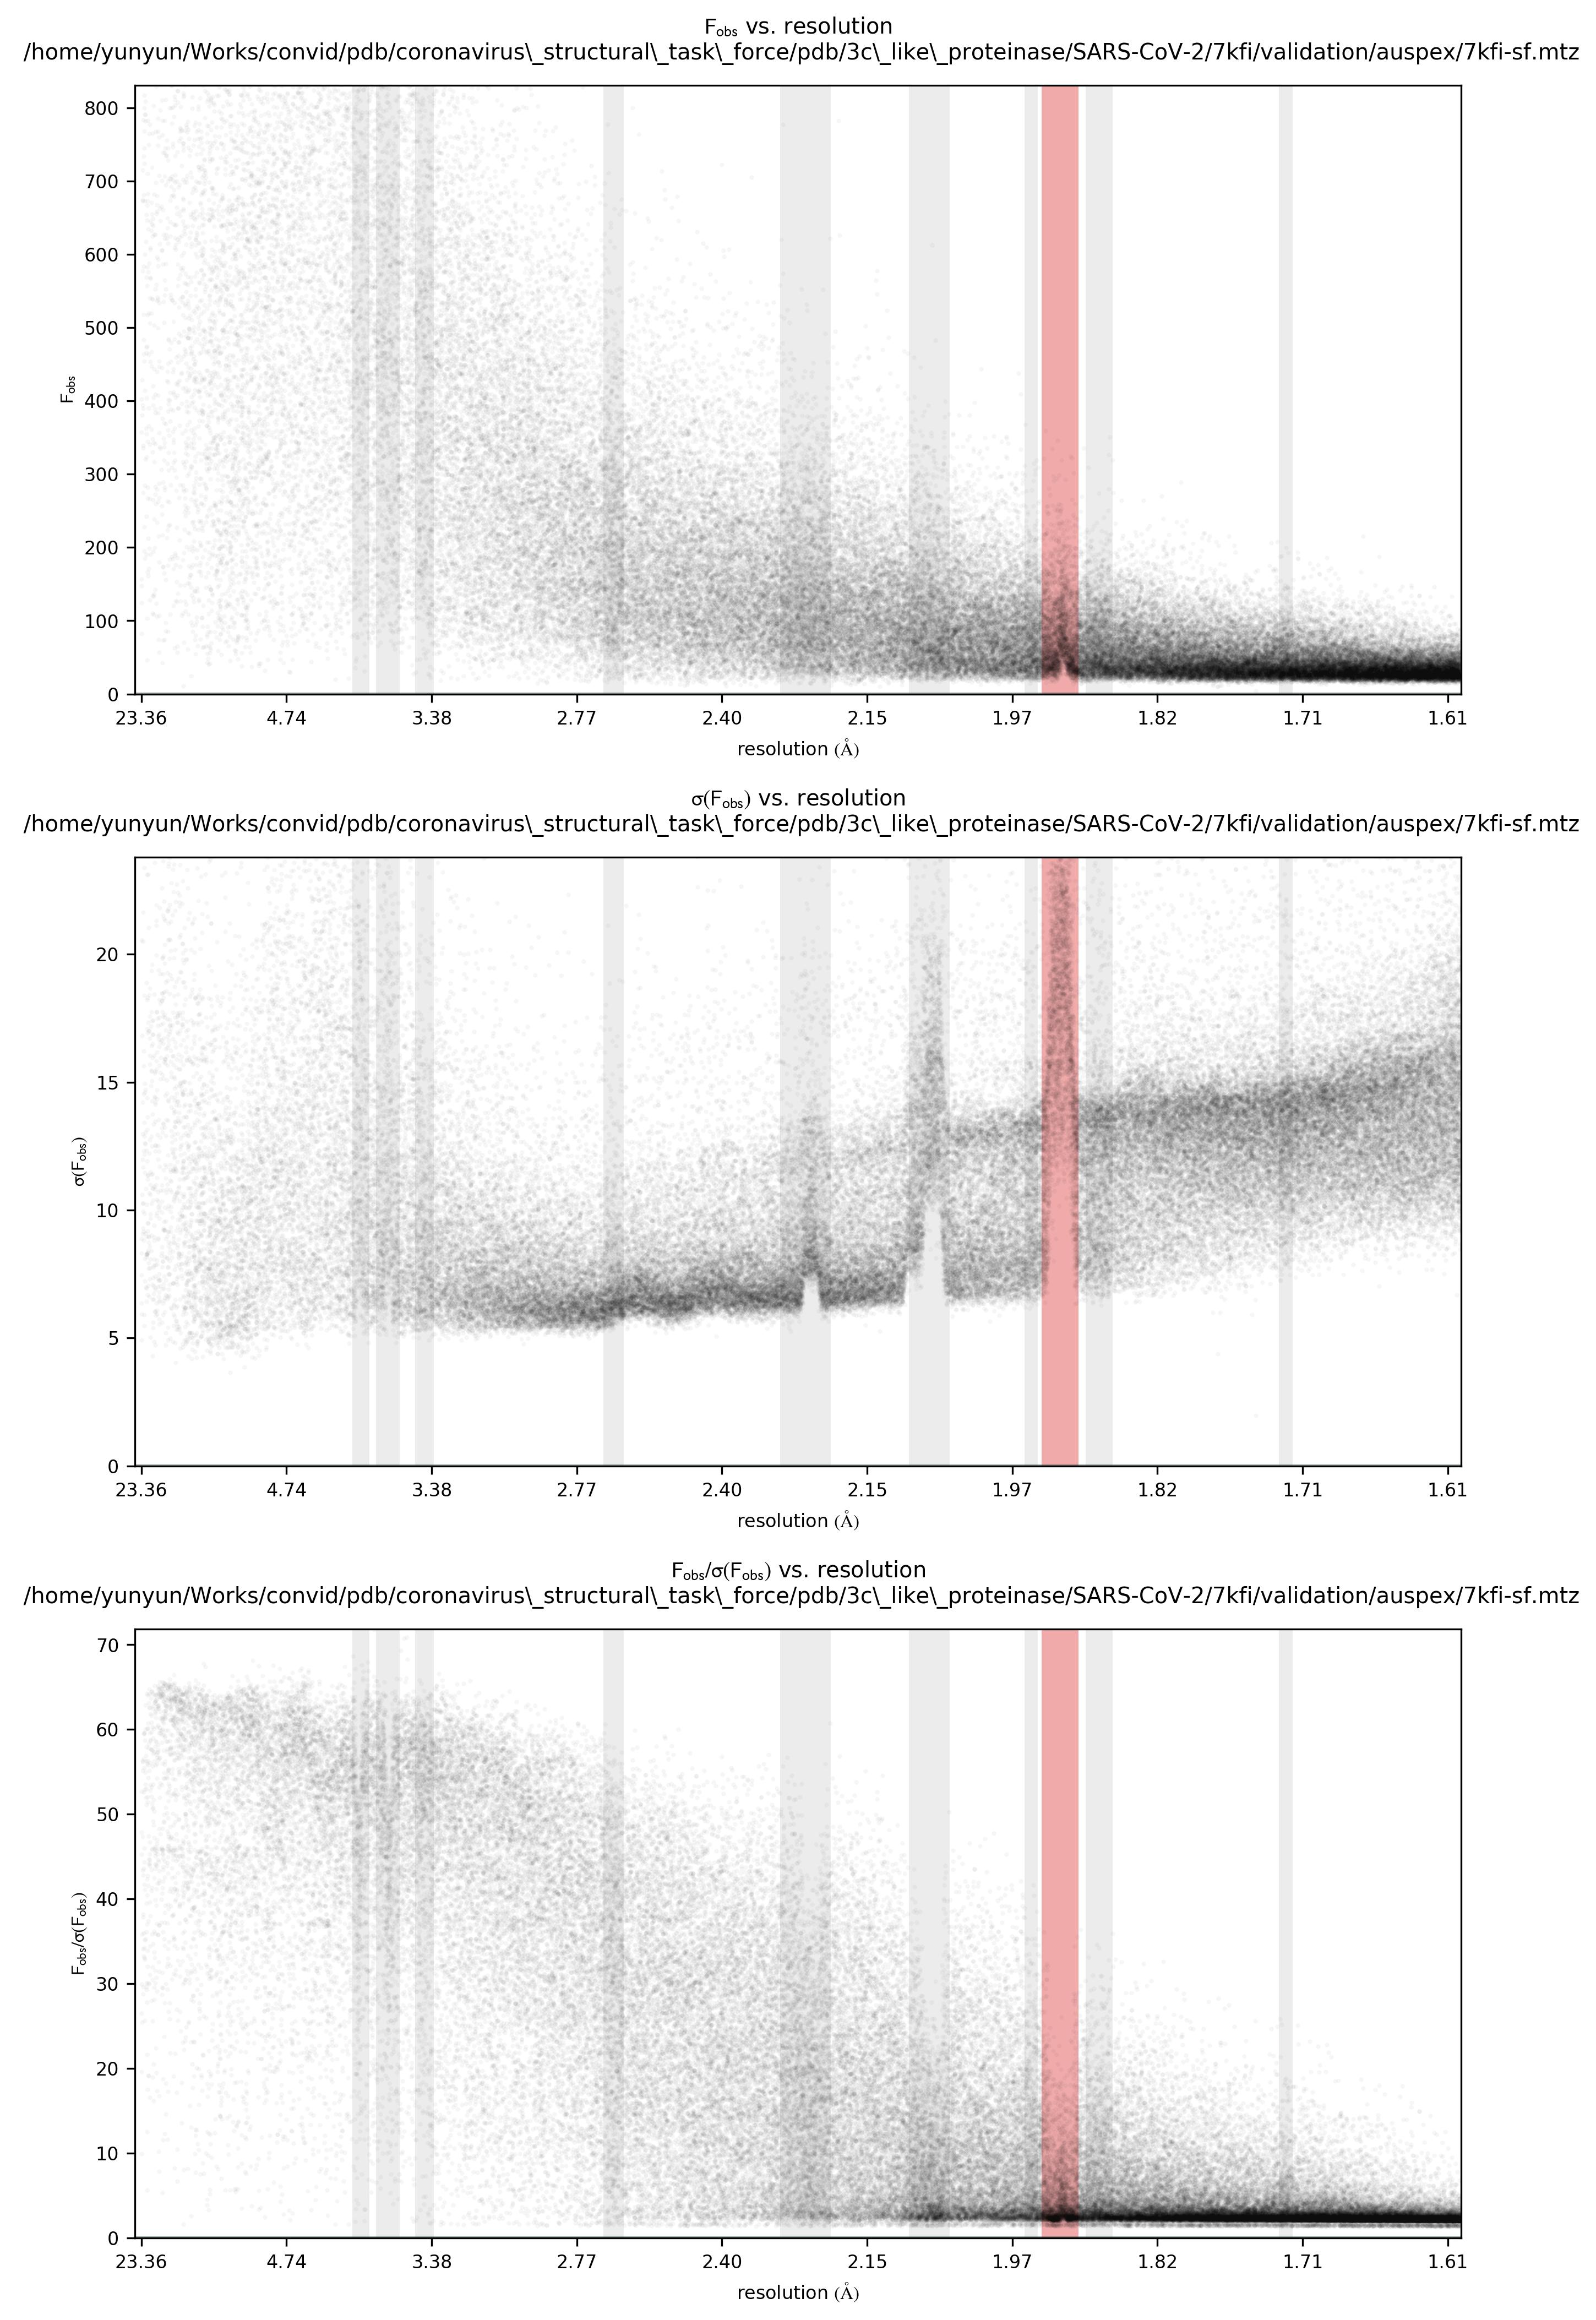 Fobs vs. resolution
/home/yunyun/Works/convid/pdb/coronavirus\_structural\_task\_force/pdb/3c\_like\_proteinase/SARS-CoV-2/7kfi/validation/auspex/7kfi-sf.mtz
800
700
600
500
400
300
200
100
0
Fobs
23.36 4.74 3.38 2.77 2.40 2.15 1.97 1.82 1.71 1.61
resolution (Å)
σ(Fobs) vs. resolution
/home/yunyun/Works/convid/pdb/coronavirus\_structural\_task\_force/pdb/3c\_like\_proteinase/SARS-CoV-2/7kfi/validation/auspex/7kfi-sf.mtz
20
15
10
5
0
σ(Fobs)
23.36 4.74 3.38 2.77 2.40 2.15 1.97 1.82 1.71 1.61
resolution (Å)
Fobs/σ(Fobs) vs. resolution
/home/yunyun/Works/convid/pdb/coronavirus\_structural\_task\_force/pdb/3c\_like\_proteinase/SARS-CoV-2/7kfi/validation/auspex/7kfi-sf.mtz
70
60
50
40
30
20
10
0
Fobs/σ(Fobs)
23.36 4.74 3.38 2.77 2.40 2.15 1.97 1.82 1.71 1.61
resolution (Å)